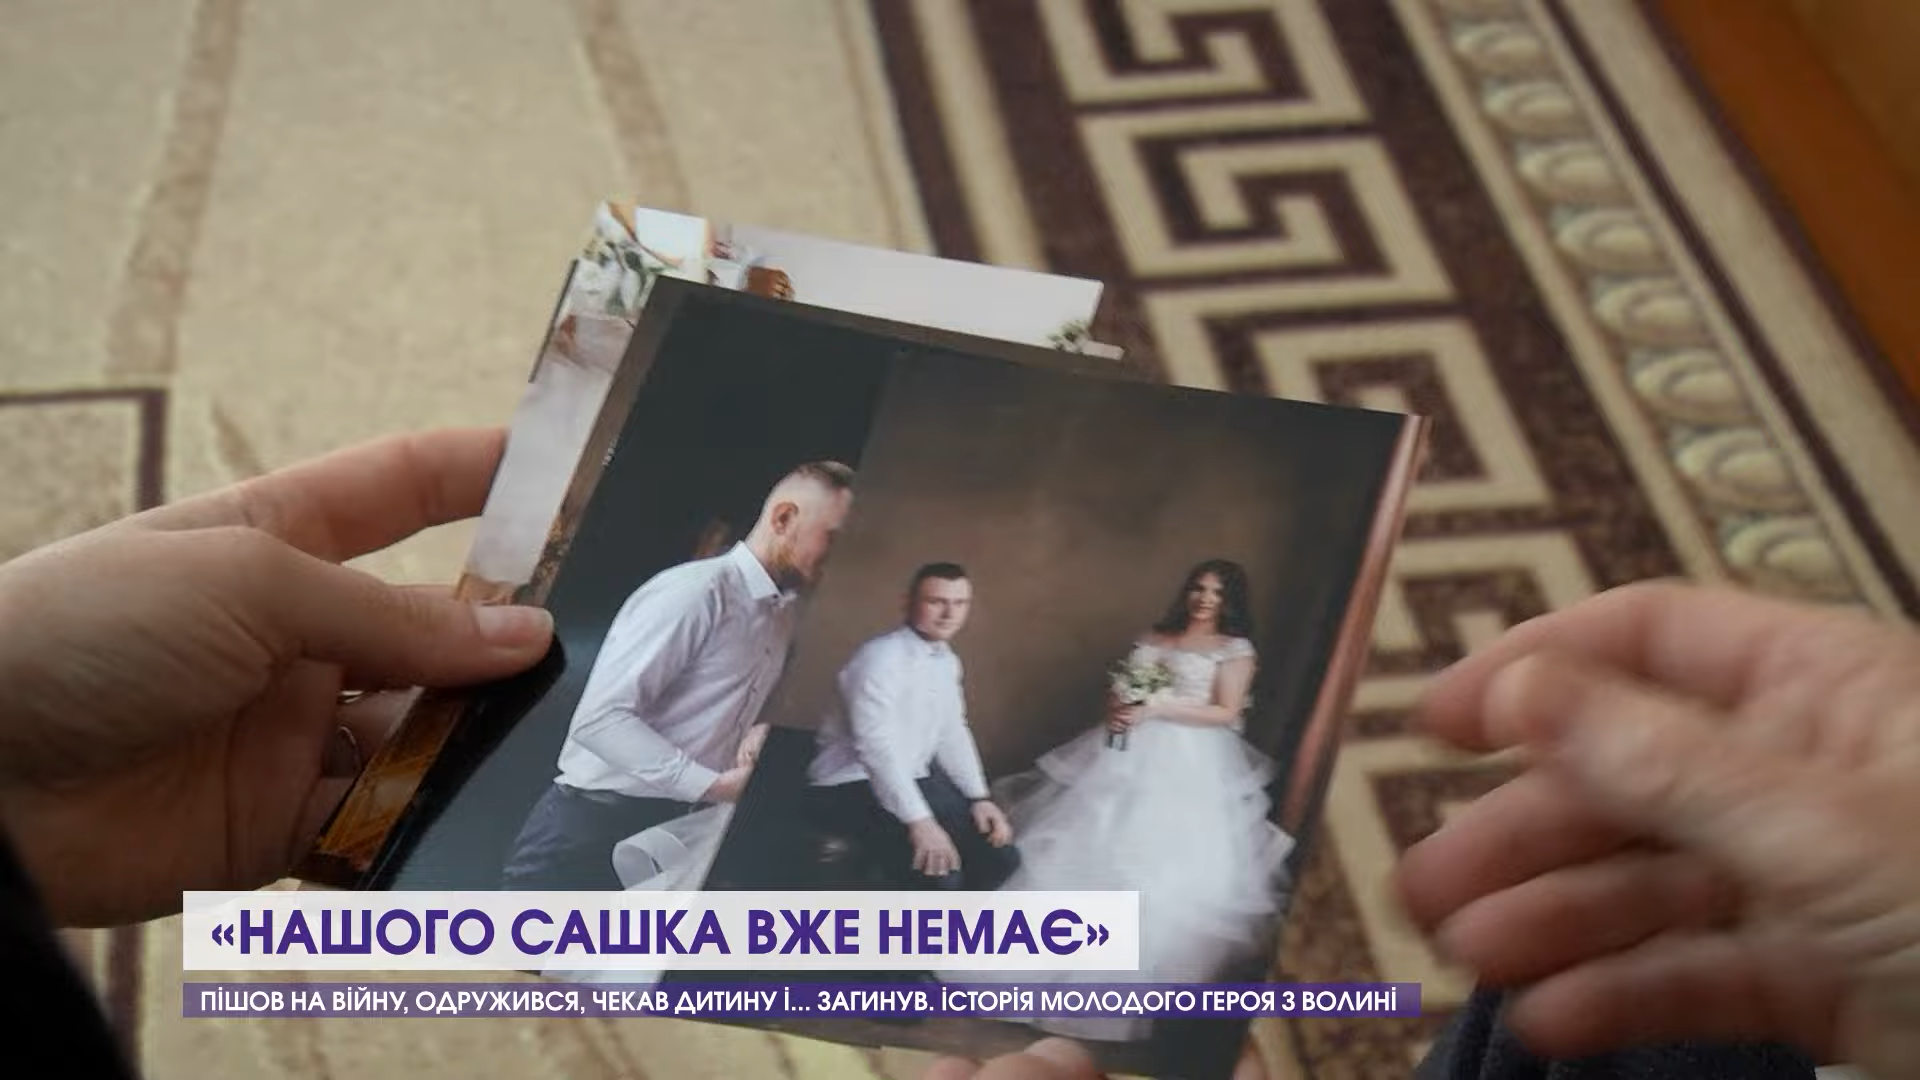 «НАШОГО САШКА ВЖЕ НЕМАЄ»
ПІШОВ НА ВІЙНУ, ОДРУЖИВСЯ, ЧЕКАВ ДИТИНУ І... ЗАГИНУВ. ІСТОРІЯ МОЛОДОГО ГЕРОЯ З ВОЛИНІ